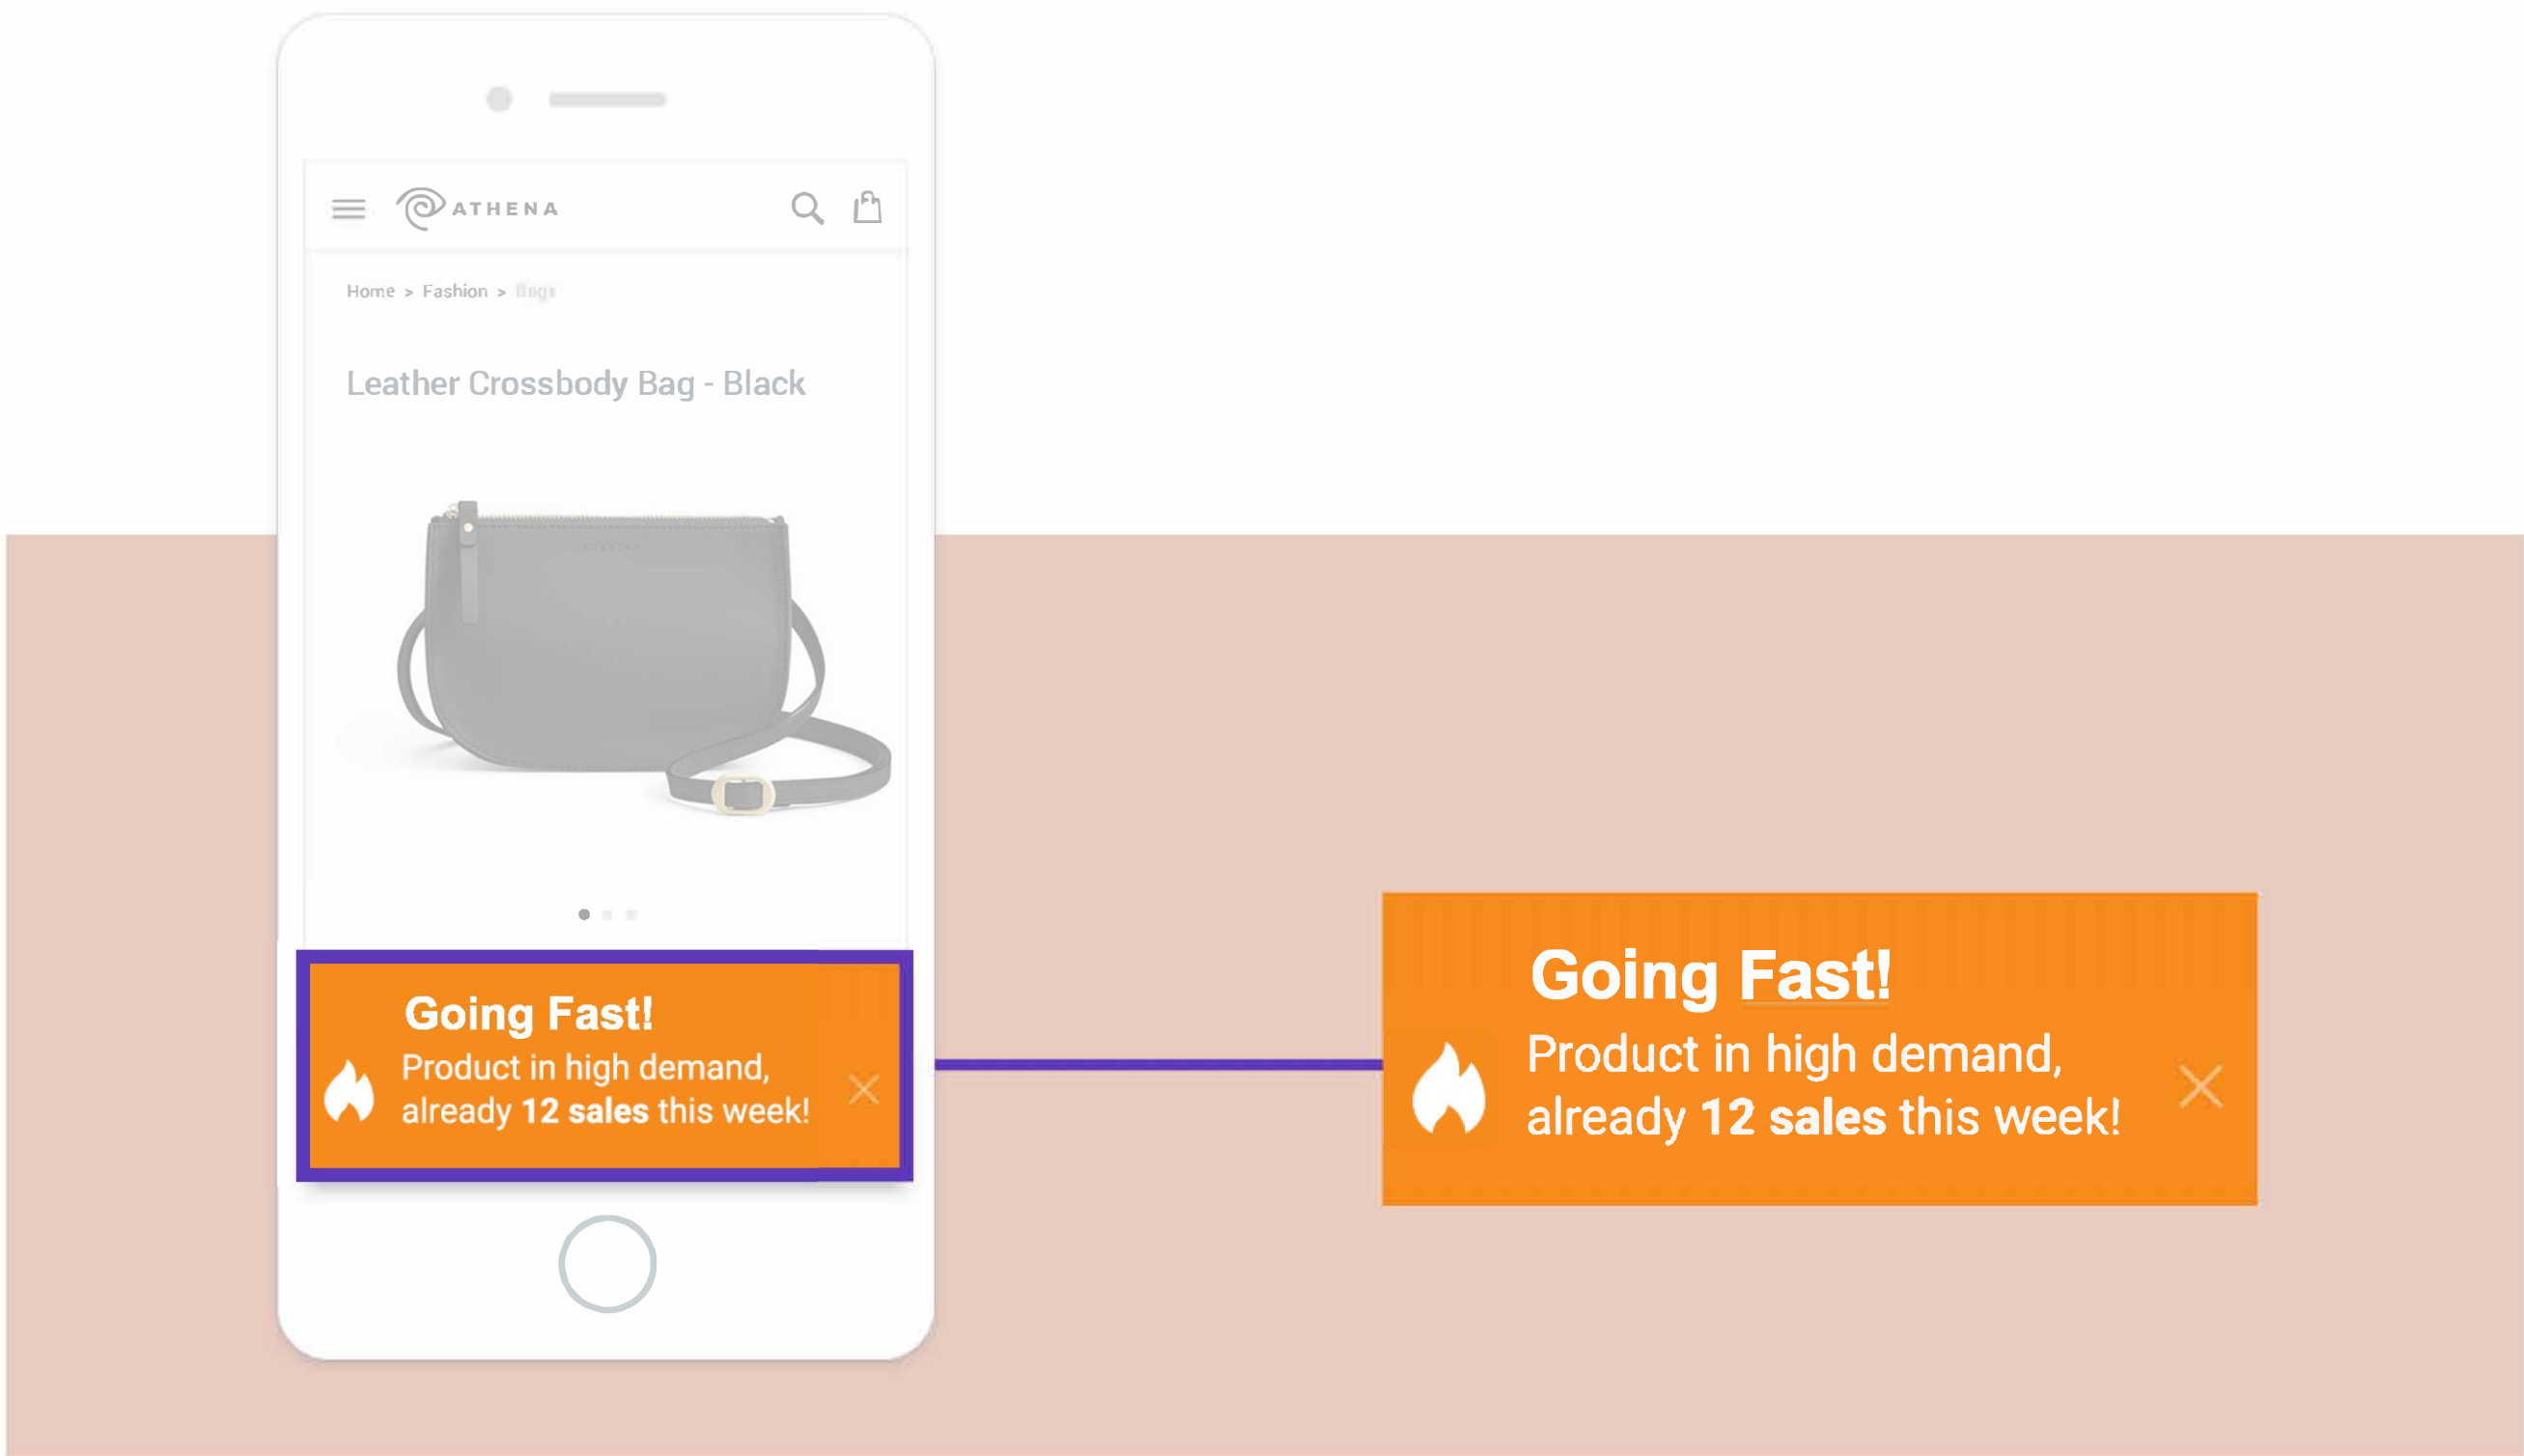 ATHENA
Home > Fashion >
Leather Crossbody Bag - Black
Going Fast!
Product in high demand,
already 12 sales this week!
Going Fast!
Product in high demand,
already 12 sales this week!